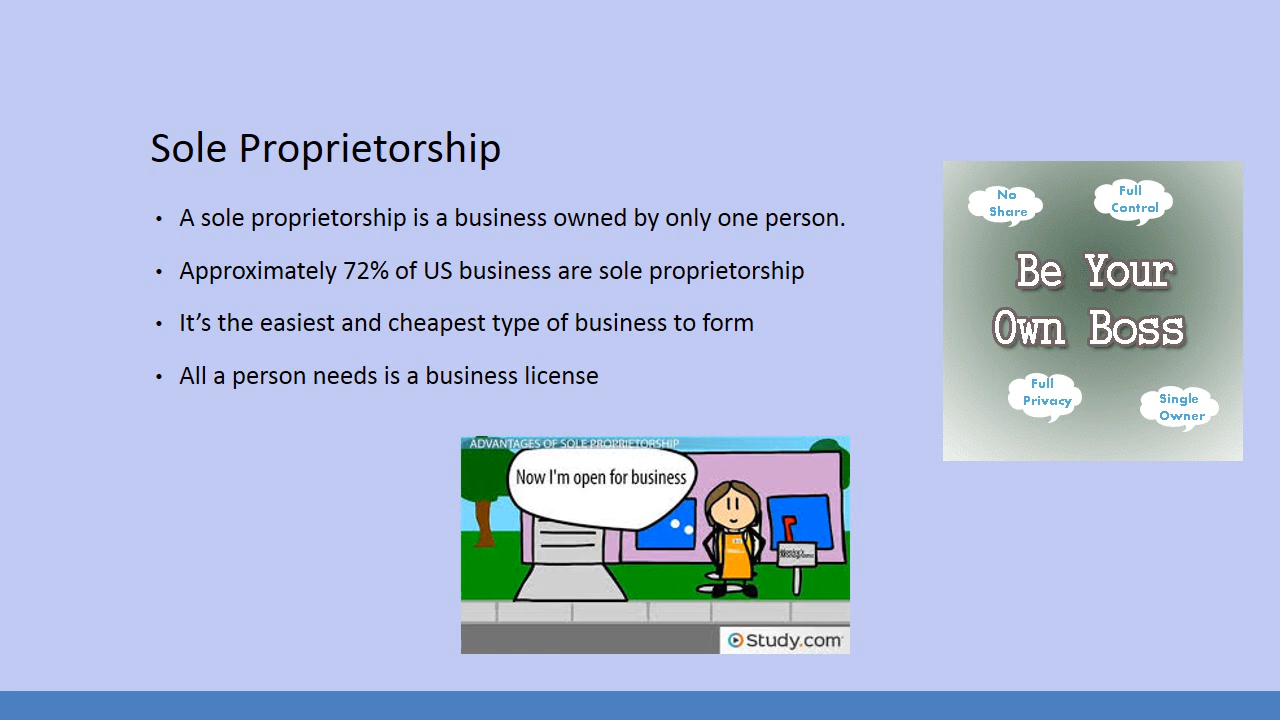 Sole Proprietorship
• A sole proprietorship is a business owned by only one person.
• Approximately 72% of US business are sole proprietorship
• It’s the easiest and cheapest type of business to form
• All a person needs is a business license
No
Share
Full
Control
Be Your
Own Boss
Full
Privacy
Single
Owner
ADVANTAGES OF SOLE PROPRIETORSHIP
Now I'm open for business
Study.com